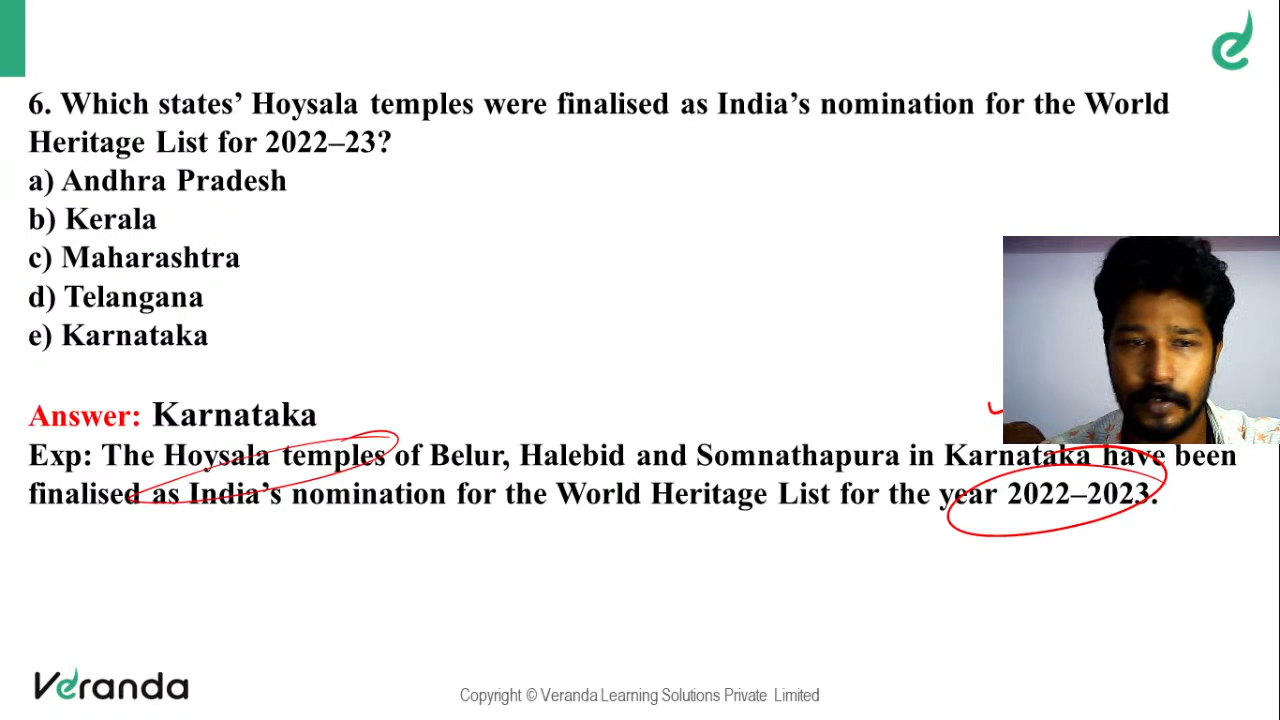 6. Which states’ Hoysala temples were finalised as India’s nomination for the World
Heritage List for 2022–23?
a) Andhra Pradesh
b) Kerala
c) Maharashtra
d) Telangana
e) Karnataka
Answer: Karnataka
Exp: The Hoysala temples of Belur, Halebid and Somnathapura in Karnataka have been
finalised as India’s nomination for the World Heritage List for the year 2022–2023.
Veranda
Copyright © Veranda Learning Solutions Private Limited